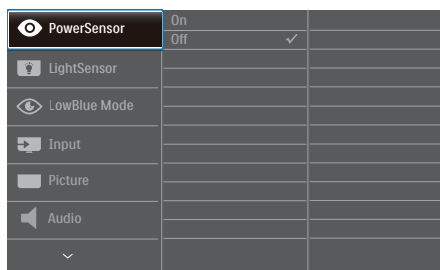 PowerSensor
On
Off
LightSensor
LowBlue Mode
Input
Picture
Audio